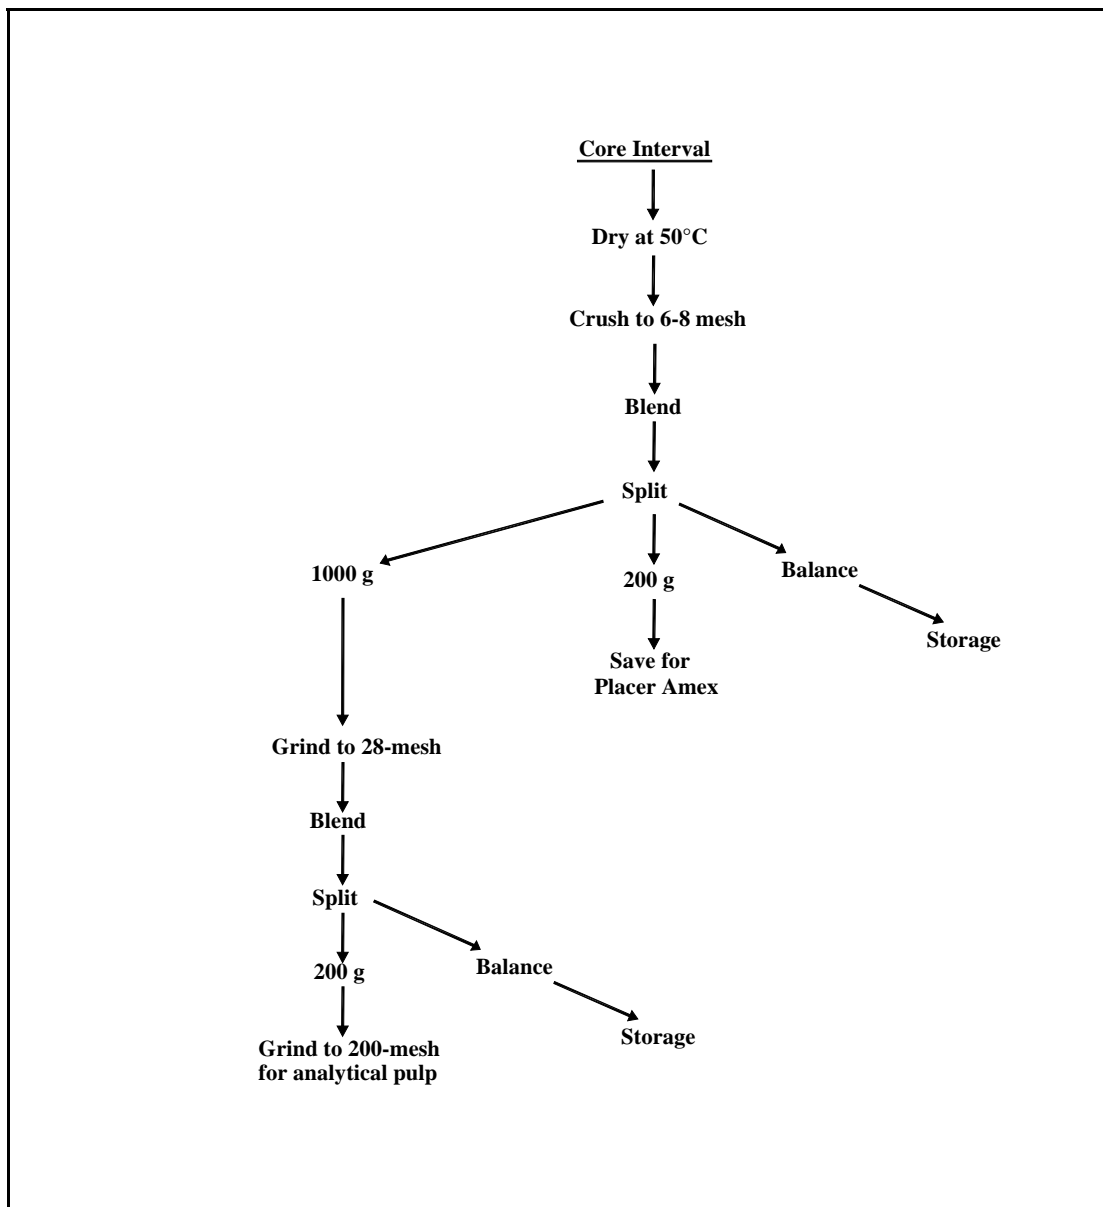 Core Interval
Dry at 50°C
Crush to 6-8 mesh
Blend
Split
1000 g
200 g
Balance
Storage
Save for
Placer Amex
Grind to 28-mesh
Blend
Split
200 g
Balance
Storage
Grind to 200-mesh
for analytical pulp